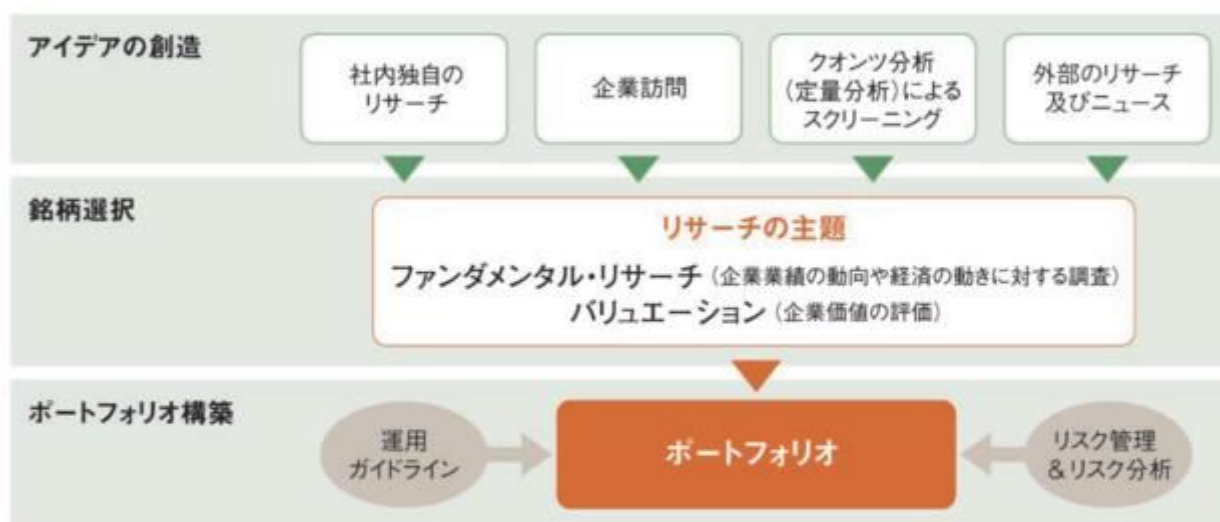 アイデアの創造
社内独自の
リサーチ
企業訪問
クオンツ分析
(定量分析)による
スクリーニング
外部のリサーチ
及びニュース
銘柄選択
リサーチの主題
ファンダメンタル・リサーチ (企業業績の動向や経済の動きに対する調査)
バリュエーション (企業価値の評価)
ポートフォリオ構築
運用
ガイドライン
ポートフォリオ
リスク管理
&リスク分析